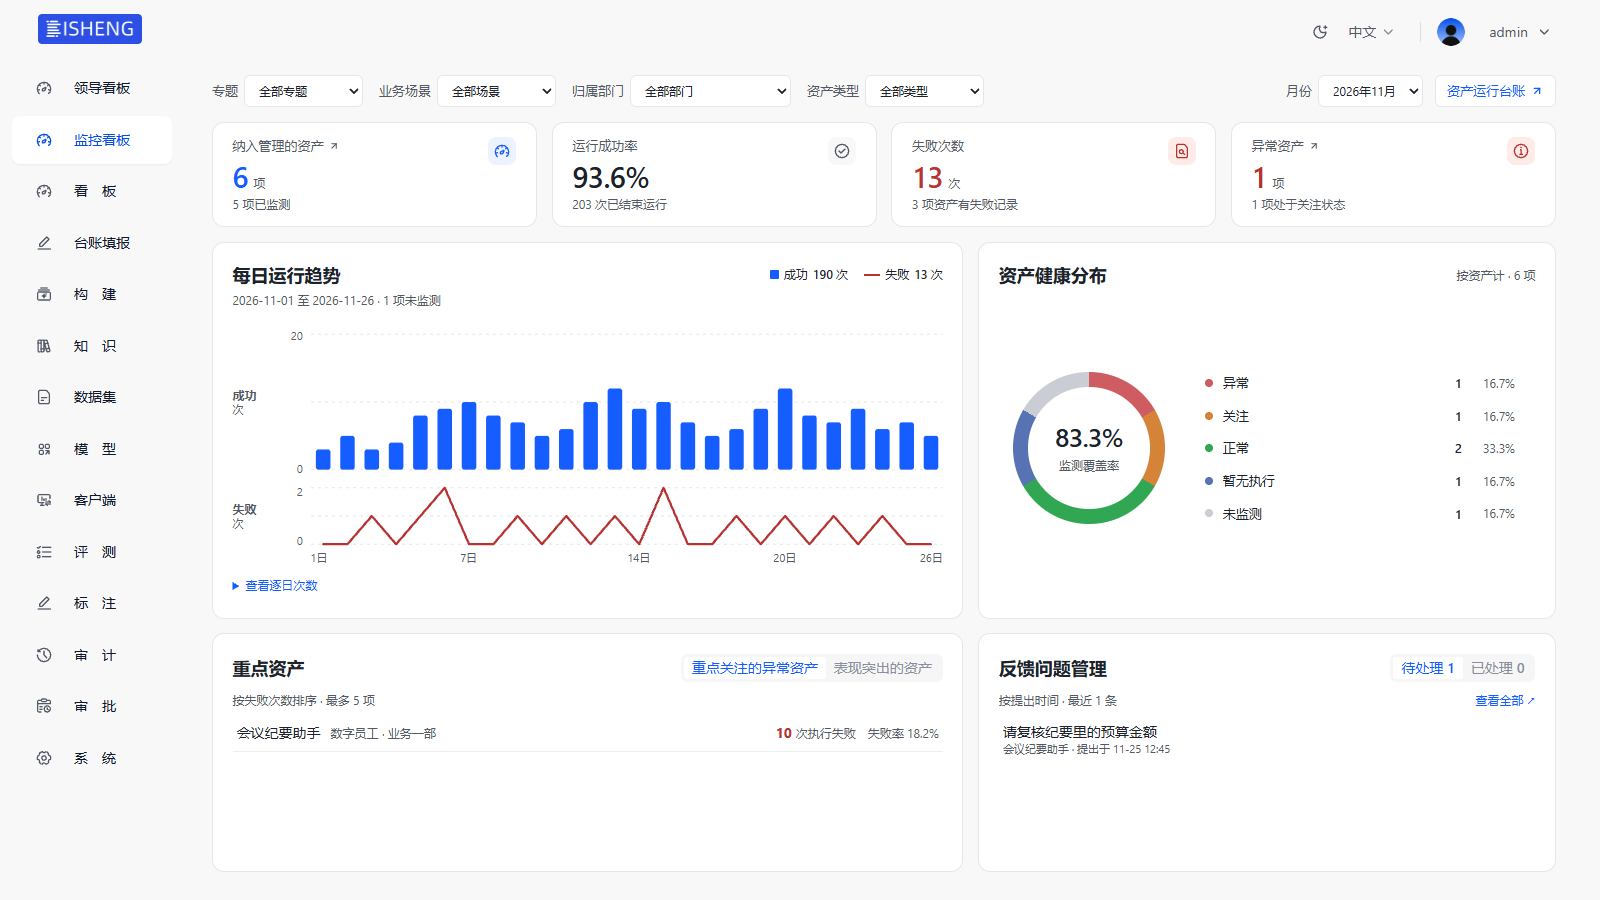 ISHENG
中文
admin
领导看板
监控看板
看 板
台账填报
构 建
知 识
数据集
模 型
客户端
评 测
标 注
审 计
审 批
系 统
专题 全部专题 业务场景 全部场景 归属部门 全部部门 资产类型 全部类型 月份 2026年11月 资产运行台账
纳入管理的资产
6 项
5 项已监测
运行成功率
93.6%
203 次已结束运行
失败次数
13 次
3 项资产有失败记录
异常资产
1 项
1 项处于关注状态
每日运行趋势
成功 190 次 失败 13 次
2026-11-01 至 2026-11-26 · 1 项未监测
20
成功
次
0
2
失败
次
0
1日 7日 14日 20日 26日
查看逐日次数
资产健康分布
按资产计 · 6 项
83.3%
监测覆盖率
异常 1 16.7%
关注 1 16.7%
正常 2 33.3%
暂无执行 1 16.7%
未监测 1 16.7%
重点资产
重点关注的异常资产 表现突出的资产
按失败次数排序 · 最多 5 项
会议纪要助手 数字员工 · 业务一部 10 次执行失败 失败率 18.2%
反馈问题管理
待处理 1 已处理 0
按提出时间 · 最近 1 条 查看全部
请复核纪要里的预算金额
会议纪要助手 · 提出于 11-25 12:45